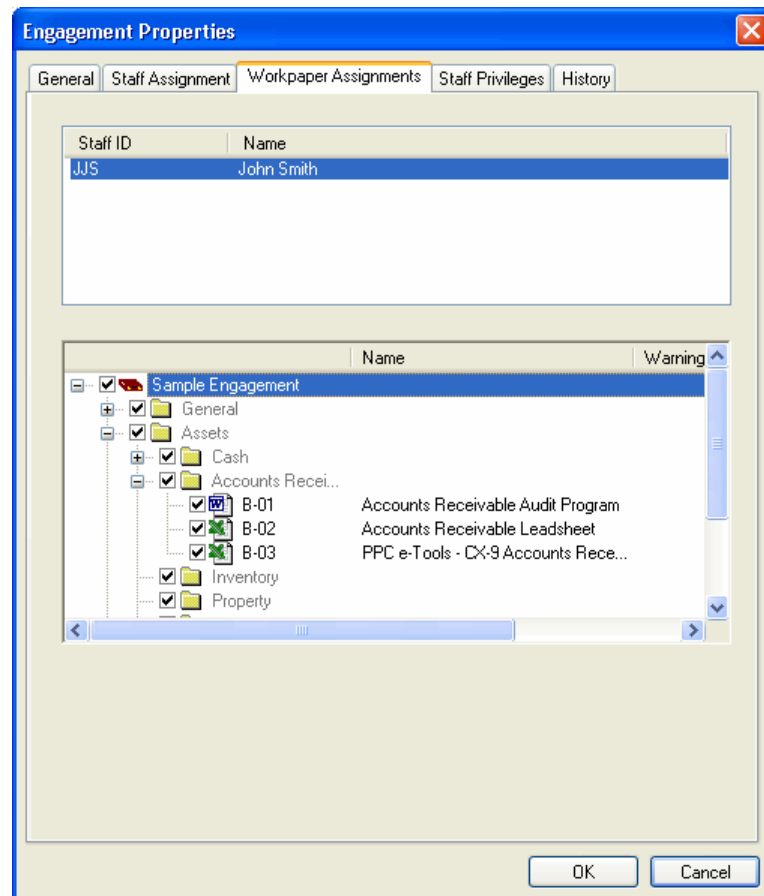 Engagement Properties
General Staff Assignment Workpaper Assignments Staff Privileges History
Staff ID Name
JJS John Smith
Name Warning
Sample Engagement
General
Assets
Cash
Accounts Recei...
B-01 Accounts Receivable Audit Program
B-02 Accounts Receivable Leadsheet
B-03 PPC e-Tools - CX-9 Accounts Rece...
Inventory
Property
OK Cancel